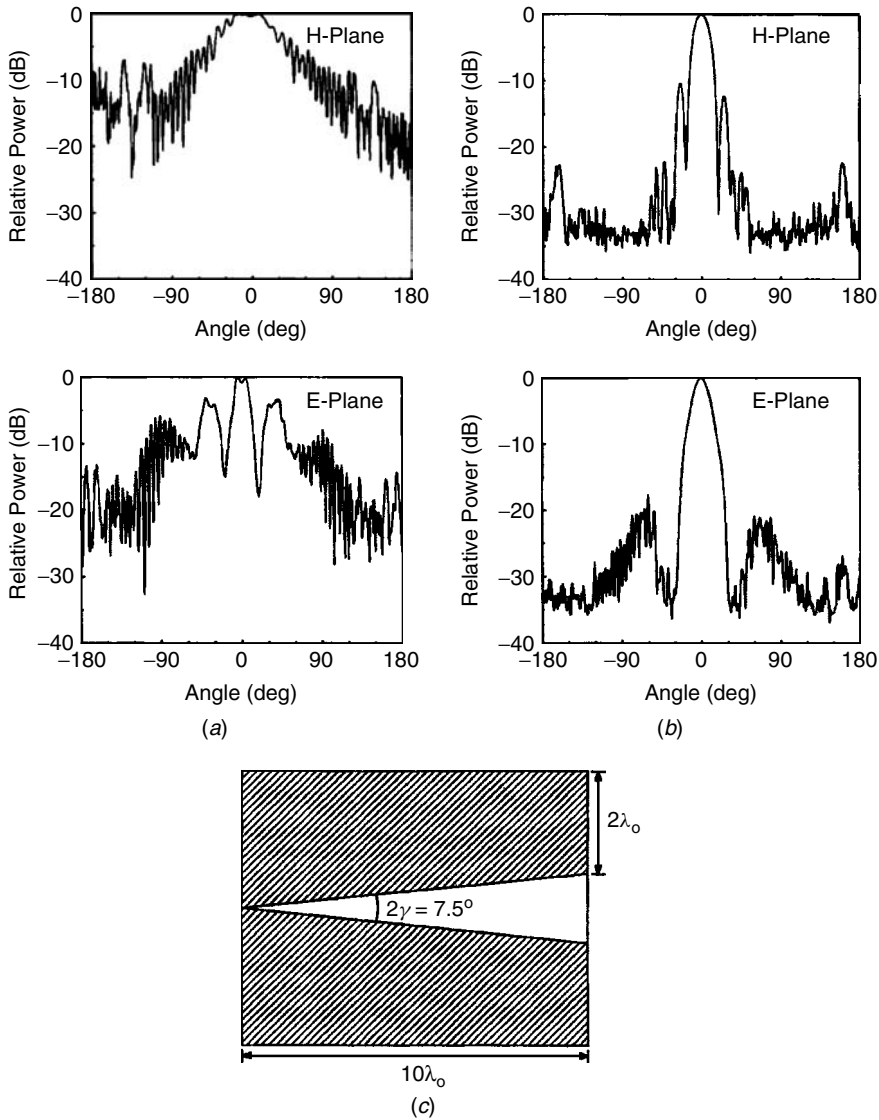 H-Plane
Relative Power (dB)
0
−10
−20
−30
−40
−180
−90
0
90
180
Angle (deg)
H-Plane
Relative Power (dB)
0
−10
−20
−30
−40
−180
−90
0
90
180
Angle (deg)
E-Plane
Relative Power (dB)
0
−10
−20
−30
−40
−180
−90
0
90
180
Angle (deg)
(a)
E-Plane
Relative Power (dB)
0
−10
−20
−30
−40
−180
−90
0
90
180
Angle (deg)
(b)
2λo
2γ = 7.5°
10λo
(c)